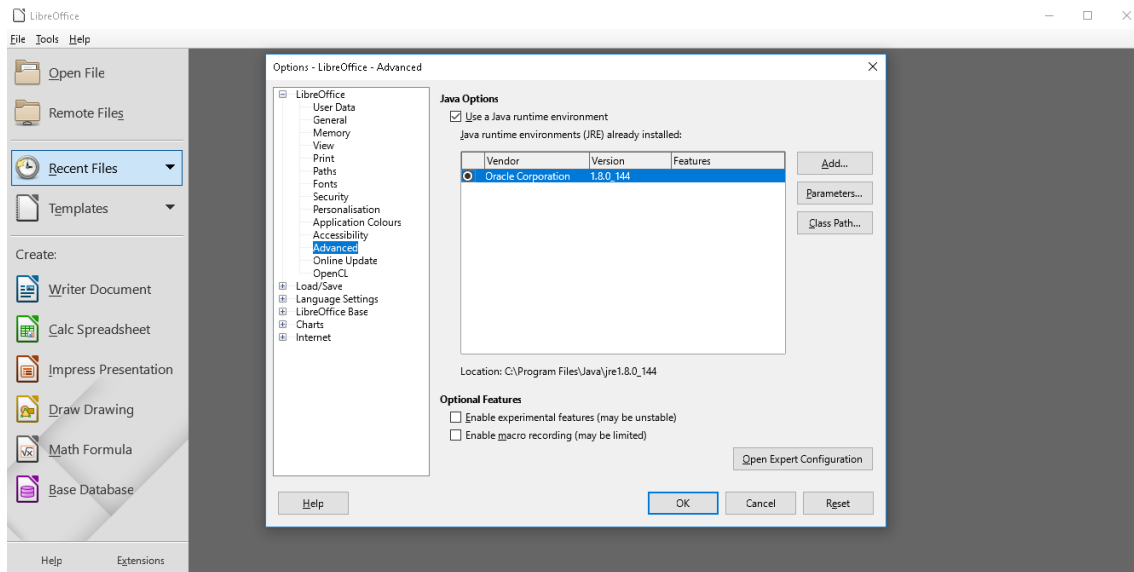 LibreOffice
File Tools Help
Open File
Remote Files
Recent Files
Templates
Create:
Writer Document
Calc Spreadsheet
Impress Presentation
Draw Drawing
Math Formula
Base Database
Help Extensions
Options - LibreOffice - Advanced
LibreOffice
User Data
General
Memory
View
Print
Paths
Fonts
Security
Personalisation
Application Colours
Accessibility
Advanced
Online Update
OpenCL
Load/Save
Language Settings
LibreOffice Base
Charts
Internet
Java Options
Use a Java runtime environment
Java runtime environments (JRE) already installed:
Vendor Version Features
Oracle Corporation 1.8.0_144
Add...
Parameters...
Class Path...
Location: C:\Program Files\Java\jre1.8.0_144
Optional Features
Enable experimental features (may be unstable)
Enable macro recording (may be limited)
Open Expert Configuration
Help OK Cancel Reset